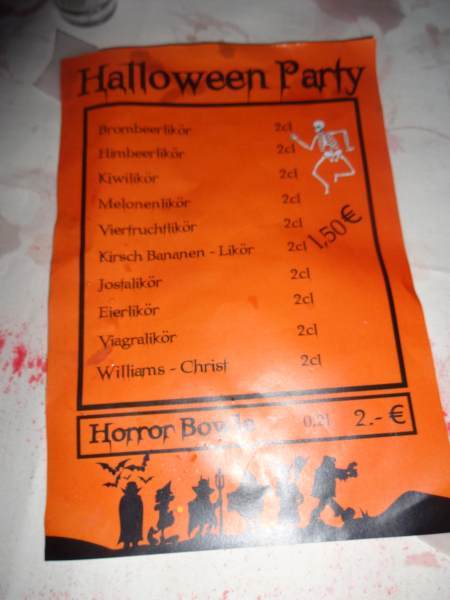 Halloween Party
Brombeerlikör 2cl
Himbeerlikör 2cl
Kiwilikör 2cl
Melonenlikör 2cl
Vierfruchtlikör 2cl
1,50€
Kirsch Bananen - Likör 2cl
Jostalikör 2cl
Eierlikör 2cl
Viagralikör 2cl
Williams - Christ 2cl
Horror Bowle 0,2l 2.- €